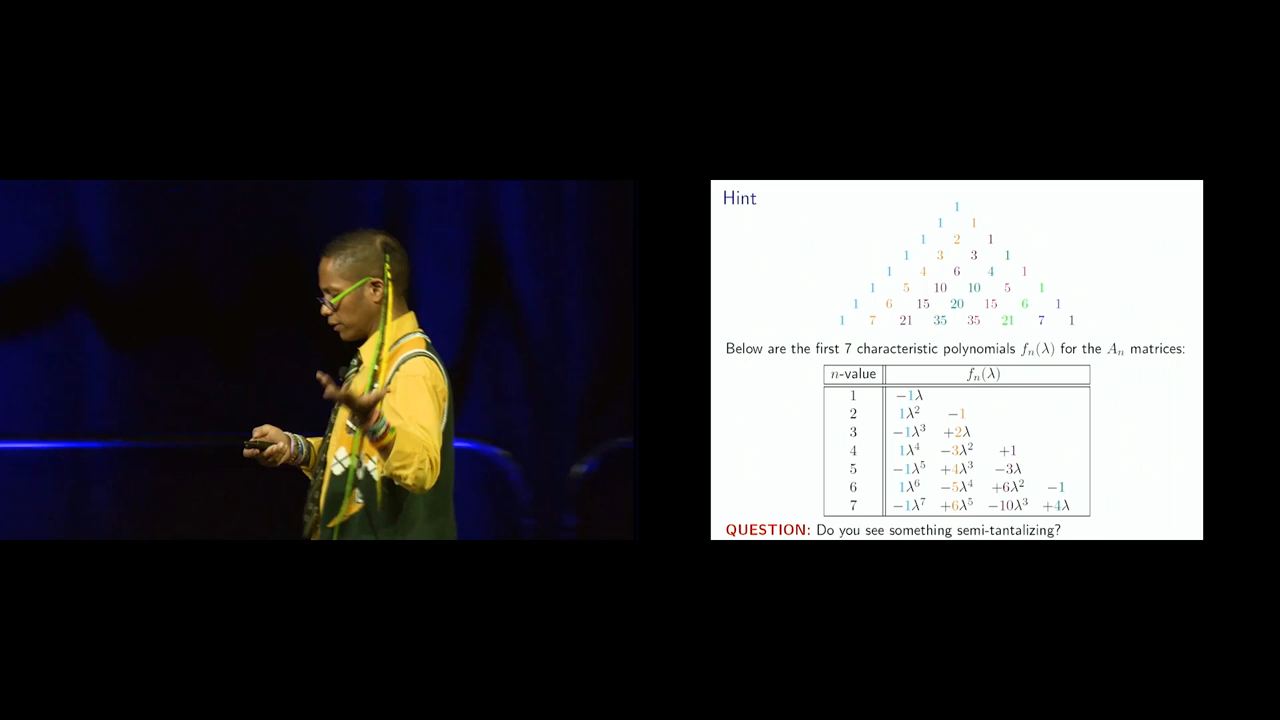 Hint
1
1 1
1 2 1
1 3 3 1
1 4 6 4 1
1 5 10 10 5 1
1 6 15 20 15 6 1
1 7 21 35 35 21 7 1
Below are the first 7 characteristic polynomials fₙ(λ) for the Aₙ matrices:
n-value fₙ(λ)
1 −1λ
2 1λ² −1
3 −1λ³ +2λ
4 1λ⁴ −3λ² +1
5 −1λ⁵ +4λ³ −3λ
6 1λ⁶ −5λ⁴ +6λ² −1
7 −1λ⁷ +6λ⁵ −10λ³ +4λ
QUESTION: Do you see something semi-tantalizing?